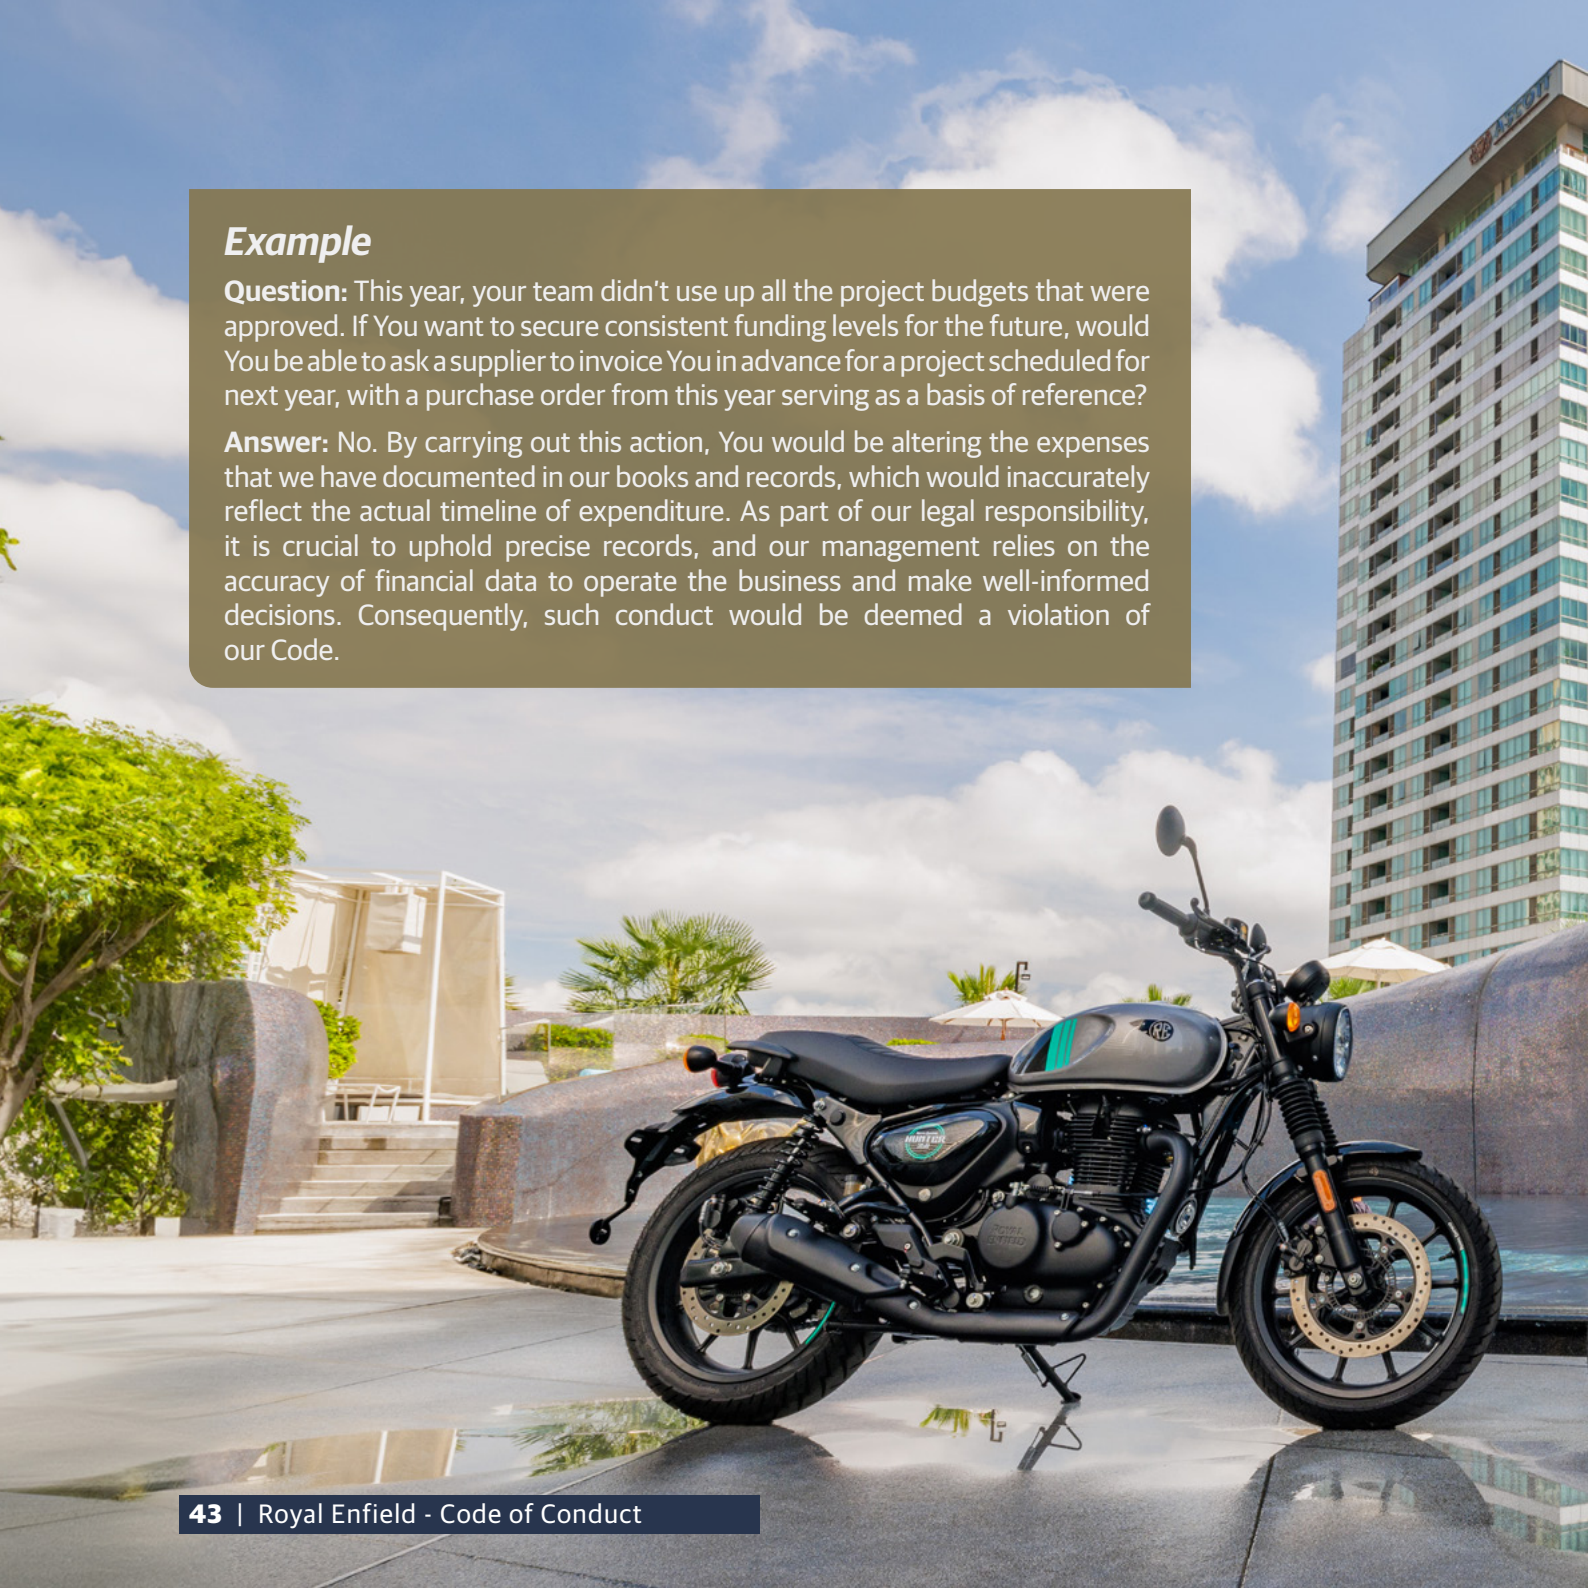 ASCOTT
Example
Question: This year, your team didn't use up all the project budgets that were
approved. If You want to secure consistent funding levels for the future, would
You be able to ask a supplier to invoice You in advance for a project scheduled for
next year, with a purchase order from this year serving as a basis of reference?
Answer: No. By carrying out this action, You would be altering the expenses
that we have documented in our books and records, which would inaccurately
reflect the actual timeline of expenditure. As part of our legal responsibility,
it is crucial to uphold precise records, and our management relies on the
accuracy of financial data to operate the business and make well-informed
decisions. Consequently, such conduct would be deemed a violation of
our Code.
RE
HUNTER
ROYAL
ENFIELD
43 | Royal Enfield - Code of Conduct